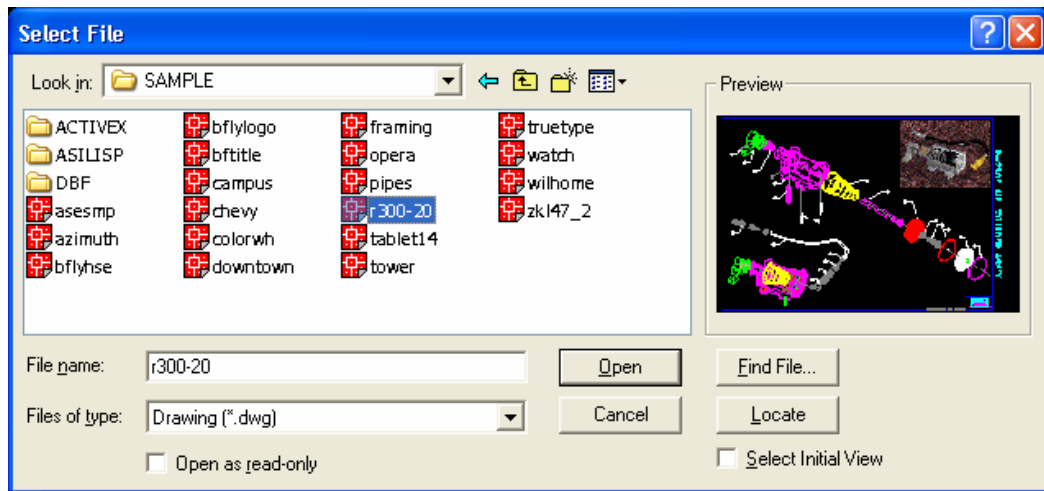 Select File
Look in: SAMPLE
Preview
ACTIVEX bflylogo framing truetype
ASILISP bftitle opera watch
DBF campus pipes wilhome
asesmp chevy r300-20 zkl47_2
azimuth colorwh tablet14
bflyhse downtown tower
File name: r300-20 Open Find File...
Files of type: Drawing (*.dwg) Cancel Locate
Open as read-only Select Initial View